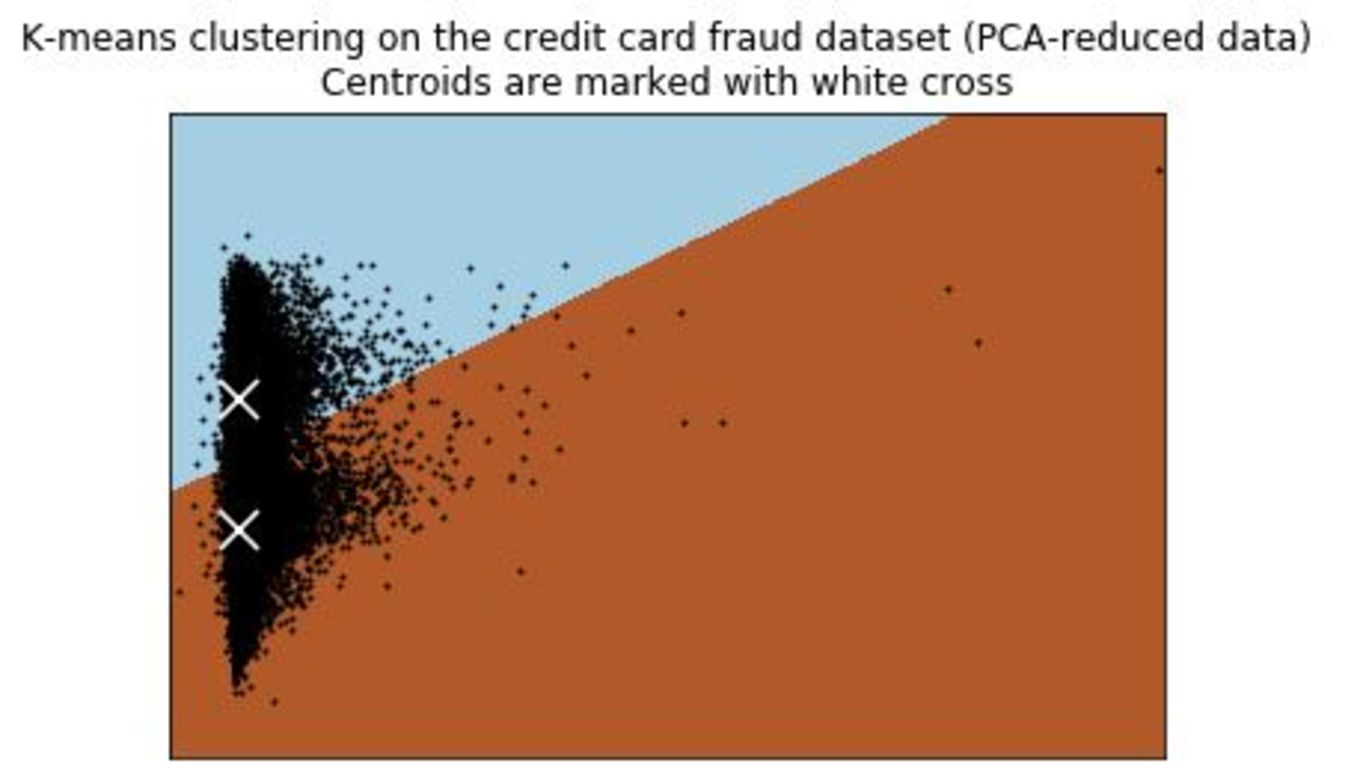 K-means clustering on the credit card fraud dataset (PCA-reduced data)
Centroids are marked with white cross